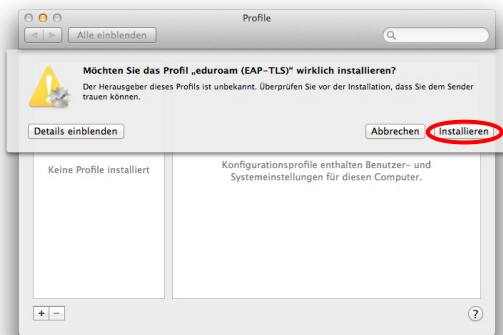 Profile
Alle einblenden
Möchten Sie das Profil „eduroam (EAP-TLS)“ wirklich installieren?
Der Herausgeber dieses Profils ist unbekannt. Überprüfen Sie vor der Installation, dass Sie dem Sender
trauen können.
Details einblenden
Abbrechen
Installieren
Keine Profile installiert
Konfigurationsprofile enthalten Benutzer- und
Systemeinstellungen für diesen Computer.
+ -
?